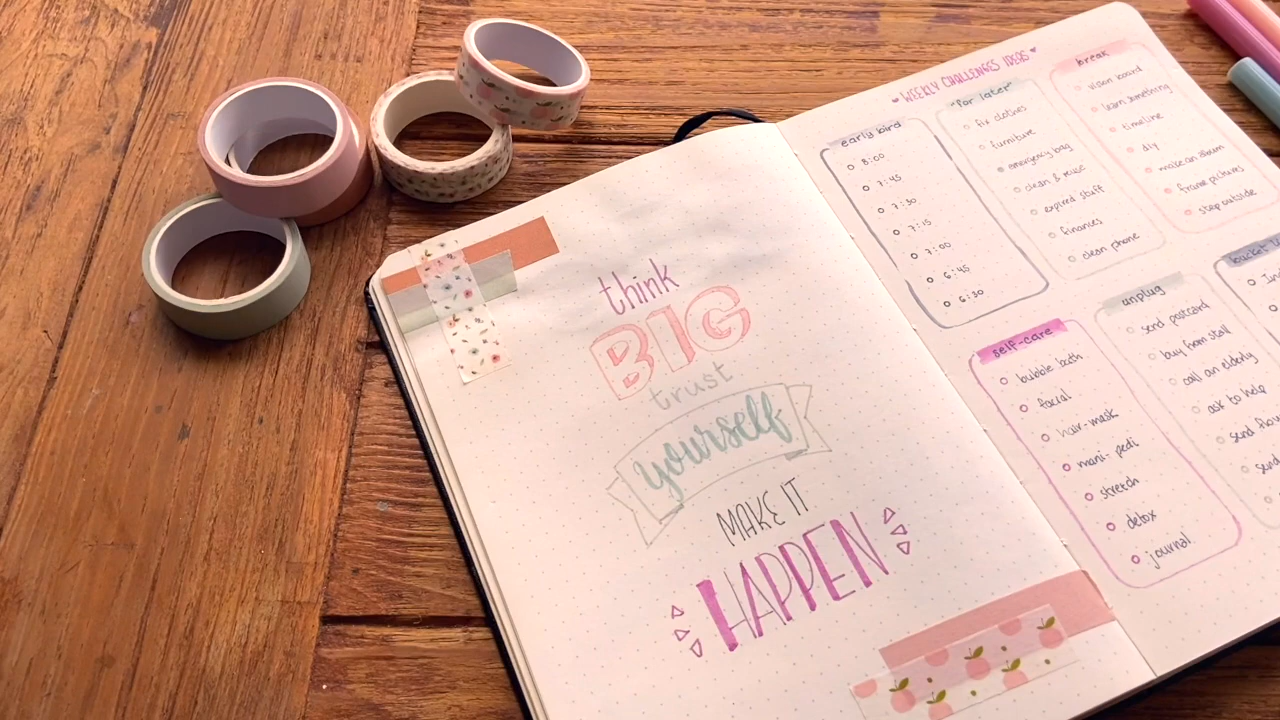 think
BIG
trust
yourself
MAKE IT
HAPPEN
WEEKLY CHALLENGES IDEAS
early bird
8:00
7:45
7:30
7:15
7:00
6:45
6:30
"for later"
fix clothes
furniture
emergency bag
clean & reuse
expired stuff
finances
clean phone
break
vision board
learn something
timeline
diy
make an album
frame pictures
step outside
self-care
bubble bath
facial
hair-mask
mani-pedi
stretch
detox
journal
unplug
send postcard
buy from stall
call an elderly
ask to help
send
send
bucket